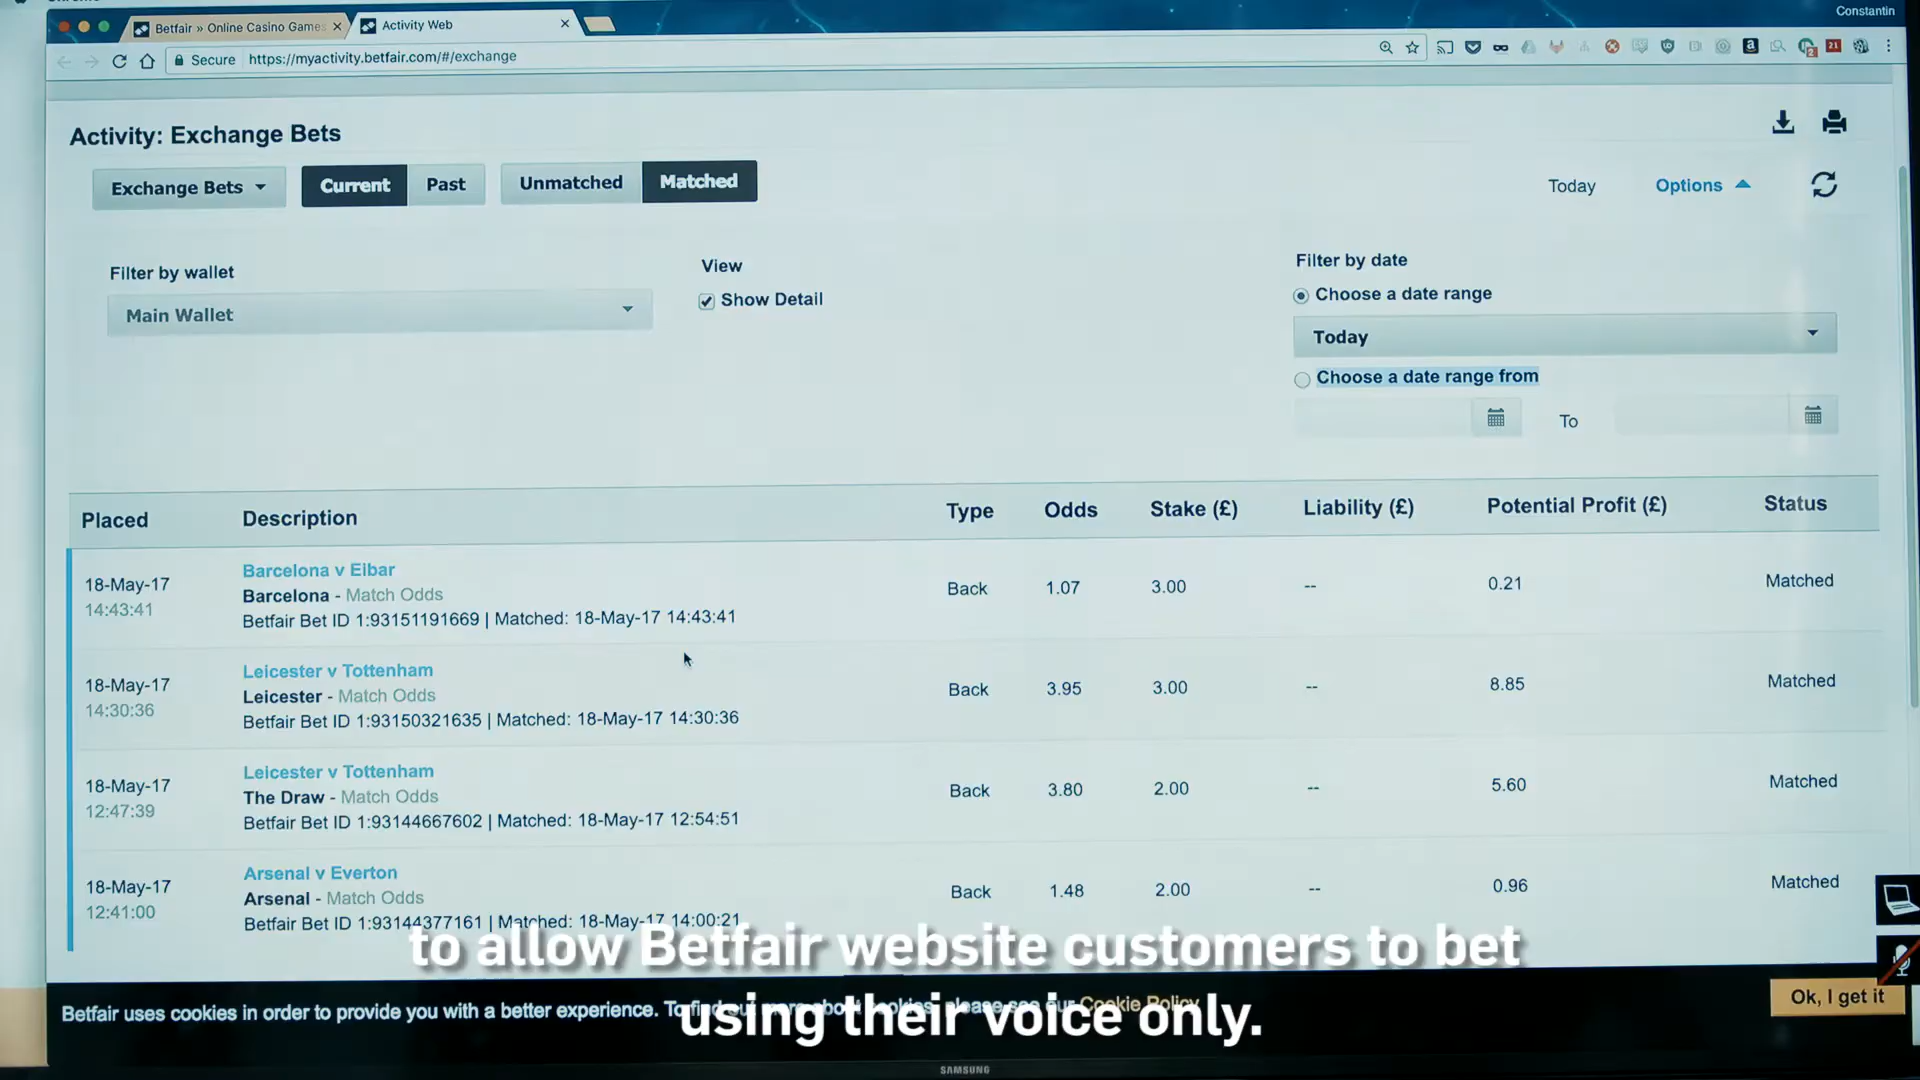 Constantin
Betfair » Online Casino Games
Activity Web
Secure https://myactivity.betfair.com/#/exchange
2
21
Activity: Exchange Bets
Exchange Bets Current Past Unmatched Matched
Today Options
Filter by wallet
Main Wallet
View
Show Detail
Filter by date
Choose a date range
Today
Choose a date range from
To
Placed Description Type Odds Stake (£) Liability (£) Potential Profit (£) Status
Barcelona v Eibar
18-May-17 Barcelona - Match Odds Back 1.07 3.00 -- 0.21 Matched
14:43:41 Betfair Bet ID 1:93151191669 | Matched: 18-May-17 14:43:41
Leicester v Tottenham
18-May-17 Leicester - Match Odds Back 3.95 3.00 -- 8.85 Matched
14:30:36 Betfair Bet ID 1:93150321635 | Matched: 18-May-17 14:30:36
Leicester v Tottenham
18-May-17 The Draw - Match Odds Back 3.80 2.00 -- 5.60 Matched
12:47:39 Betfair Bet ID 1:93144667602 | Matched: 18-May-17 12:54:51
Arsenal v Everton
18-May-17 Arsenal - Match Odds Back 1.48 2.00 -- 0.96 Matched
12:41:00 Betfair Bet ID 1:93144377161 | Matched: 18-May-17 14:00:21
to allow Betfair website customers to bet
using their voice only.
Betfair uses cookies in order to provide you with a better experience. To find out more about cookies, please see our Cookie Policy
Ok, I get it
SAMSUNG